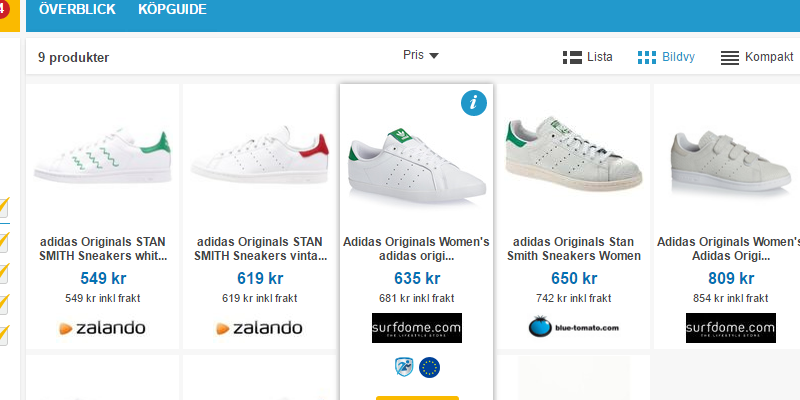 4
ÖVERBLICK KÖPGUIDE
9 produkter
Pris
Lista
Bildvy
Kompakt
i
adidas Originals STAN
SMITH Sneakers whit...
549 kr
549 kr inkl frakt
zalando
adidas Originals STAN
SMITH Sneakers vinta...
619 kr
619 kr inkl frakt
zalando
Adidas Originals Women's
adidas origi...
635 kr
681 kr inkl frakt
surfdome.com
THE LIFESTYLE STORE
adidas Originals Stan
Smith Sneakers Women
650 kr
742 kr inkl frakt
blue-tomato.com
Adidas Originals Women's
Adidas Origi...
809 kr
854 kr inkl frakt
surfdome.com
THE LIFESTYLE STORE